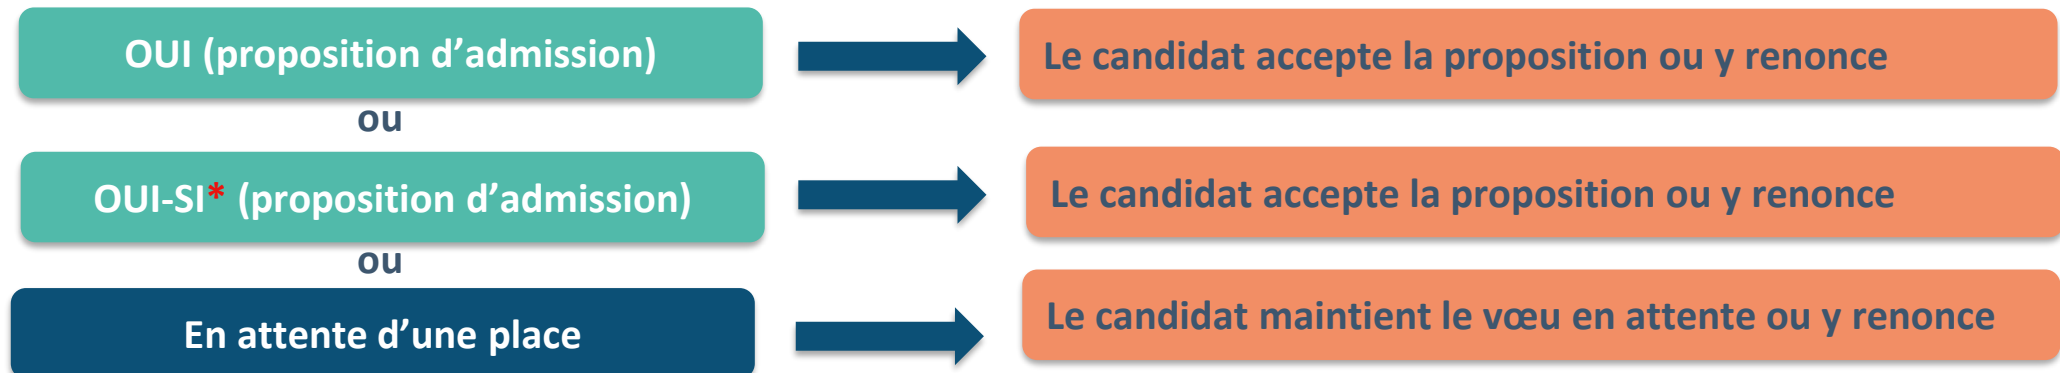 OUI (proposition d’admission)
Le candidat accepte la proposition ou y renonce
ou
OUI-SI* (proposition d’admission)
Le candidat accepte la proposition ou y renonce
ou
En attente d’une place
Le candidat maintient le vœu en attente ou y renonce